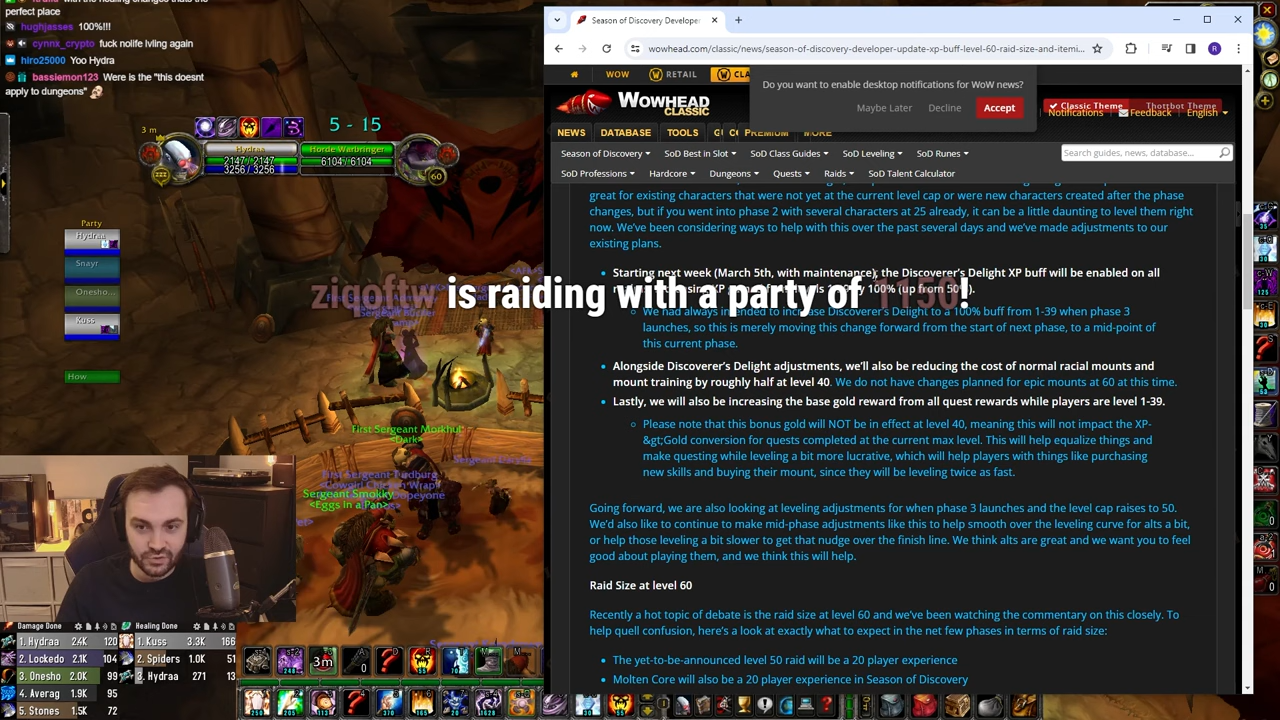 perfect place
hughjasses: 100%!!!
cynnx_crypto: fuck nolife lvling again
hiro25000: Yoo Hydra
bassiemon123: Were is the "this doesnt
apply to dungeons"
3 m
5 - 15
Hydraa
2147 / 2147
3256 / 3256
Horde Warbringer
6104 / 6104
60
Party
Hydraa
Snayr
Onesho...
Kuss
How
zigofty is raiding with a party of 1150!
First Sergeant Morkhul
<Dark>
First Sergeant Turdburg
<Cowgirl Chicken Wrap>
Sergeant Smokky
<Eggs in a Pan>
Damage Done
1. Hydraa 2.4K 120
2. Lockedo 2.1K 104
3. Onesho 2.0K 99
4. Averag 1.9K 95
5. Stones 1.5K 72
Healing Done
1. Kuss 3.3K 166
2. Spiders 1.0K 51
3. Hydraa 271 13
Season of Discovery Developer
wowhead.com/classic/news/season-of-discovery-developer-update-xp-buff-level-60-raid-size-and-itemi...
WOW
RETAIL
CLA
Do you want to enable desktop notifications for WoW news?
Maybe Later
Decline
Accept
WOWHEAD
CLASSIC
Classic Theme
Thottbot Theme
Notifications
Feedback
English
NEWS
DATABASE
TOOLS
PREMIUM
MORE
Season of Discovery
SoD Best in Slot
SoD Class Guides
SoD Leveling
SoD Runes
Search guides, news, database...
SoD Professions
Hardcore
Dungeons
Quests
Raids
SoD Talent Calculator
great for existing characters that were not yet at the current level cap or were new characters created after the phase
changes, but if you went into phase 2 with several characters at 25 already, it can be a little daunting to level them right
now. We've been considering ways to help with this over the past several days and we've made adjustments to our
existing plans.
Starting next week (March 5th, with maintenance), the Discoverer's Delight XP buff will be enabled on all
100% (up from 50%).
We had always intended to increase Discoverer's Delight to a 100% buff from 1-39 when phase 3
launches, so this is merely moving this change forward from the start of next phase, to a mid-point of
this current phase.
Alongside Discoverer's Delight adjustments, we'll also be reducing the cost of normal racial mounts and
mount training by roughly half at level 40. We do not have changes planned for epic mounts at 60 at this time.
Lastly, we will also be increasing the base gold reward from all quest rewards while players are level 1-39.
Please note that this bonus gold will NOT be in effect at level 40, meaning this will not impact the XP-
&gt;Gold conversion for quests completed at the current max level. This will help equalize things and
make questing while leveling a bit more lucrative, which will help players with things like purchasing
new skills and buying their mount, since they will be leveling twice as fast.
Going forward, we are also looking at leveling adjustments for when phase 3 launches and the level cap raises to 50.
We'd also like to continue to make mid-phase adjustments like this to help smooth over the leveling curve for alts a bit,
or help those leveling a bit slower to get that nudge over the finish line. We think alts are great and we want you to feel
good about playing them, and we think this will help.
Raid Size at level 60
Recently a hot topic of debate is the raid size at level 60 and we've been watching the commentary on this closely. To
help quell confusion, here's a look at exactly what to expect in the net few phases in terms of raid size:
The yet-to-be-announced level 50 raid will be a 20 player experience
Molten Core will also be a 20 player experience in Season of Discovery